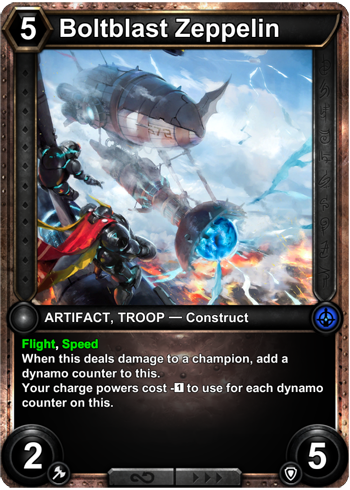 5 Boltblast Zeppelin
ARTIFACT, TROOP — Construct
Flight, Speed
When this deals damage to a champion, add a
dynamo counter to this.
Your charge powers cost -1 to use for each dynamo
counter on this.
2
5